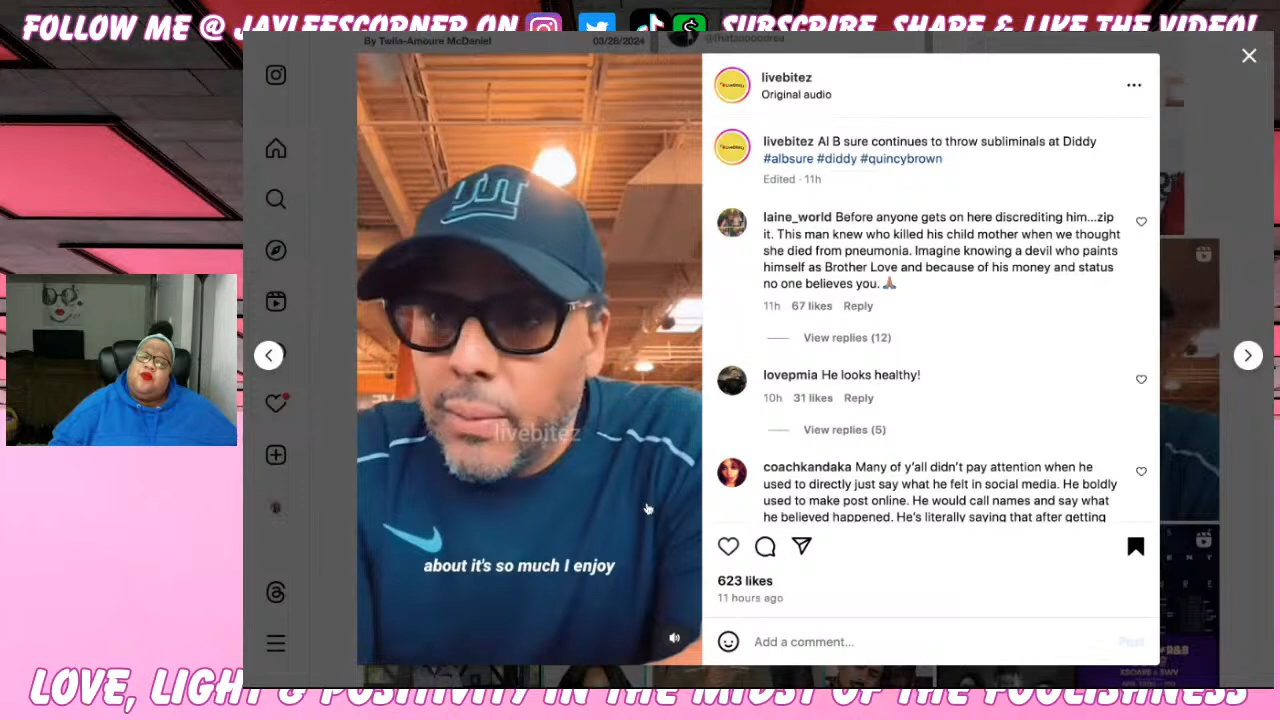 FOLLOW ME @ JAYLEESCORNER ON
SUBSCRIBE, SHARE & LIKE THE VIDEO!
By Twila-Amoure McDaniel
03/28/2024
livebitez
Original audio
livebitez Al B sure continues to throw subliminals at Diddy
#albsure #diddy #quincybrown
Edited · 11h
laine_world Before anyone gets on here discrediting him...zip
it. This man knew who killed his child mother when we thought
she died from pneumonia. Imagine knowing a devil who paints
himself as Brother Love and because of his money and status
no one believes you. 🙏🏽
11h 67 likes Reply
View replies (12)
lovepmia He looks healthy!
10h 31 likes Reply
View replies (5)
coachkandaka Many of y'all didn't pay attention when he
used to directly just say what he felt in social media. He boldly
used to make post online. He would call names and say what
he believed happened. He's literally saying that after getting
livebitez
about it's so much I enjoy
623 likes
11 hours ago
Add a comment...
Post
LOVE, LIGHT & POSITIVITY IN THE MIDST OF THE FOOLISHNESS